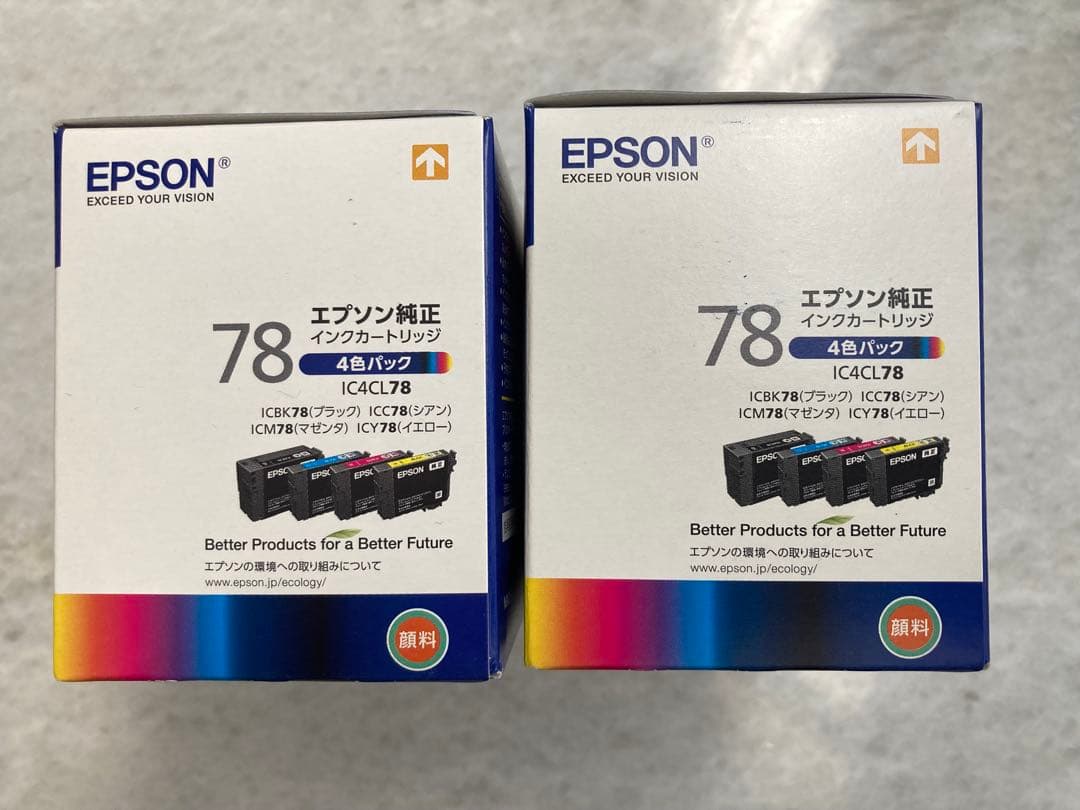 EPSON®
EXCEED YOUR VISION
78
エプソン純正
インクカートリッジ
4色パック
IC4CL78
ICBK78(ブラック) ICC78(シアン)
ICM78(マゼンタ) ICY78(イエロー)
EPSON
Better Products for a Better Future
エプソンの環境への取り組みについて
www.epson.jp/ecology/
顔料
EPSON®
EXCEED YOUR VISION
78
エプソン純正
インクカートリッジ
4色パック
IC4CL78
ICBK78(ブラック) ICC78(シアン)
ICM78(マゼンタ) ICY78(イエロー)
EPSON
Better Products for a Better Future
エプソンの環境への取り組みについて
www.epson.jp/ecology/
顔料